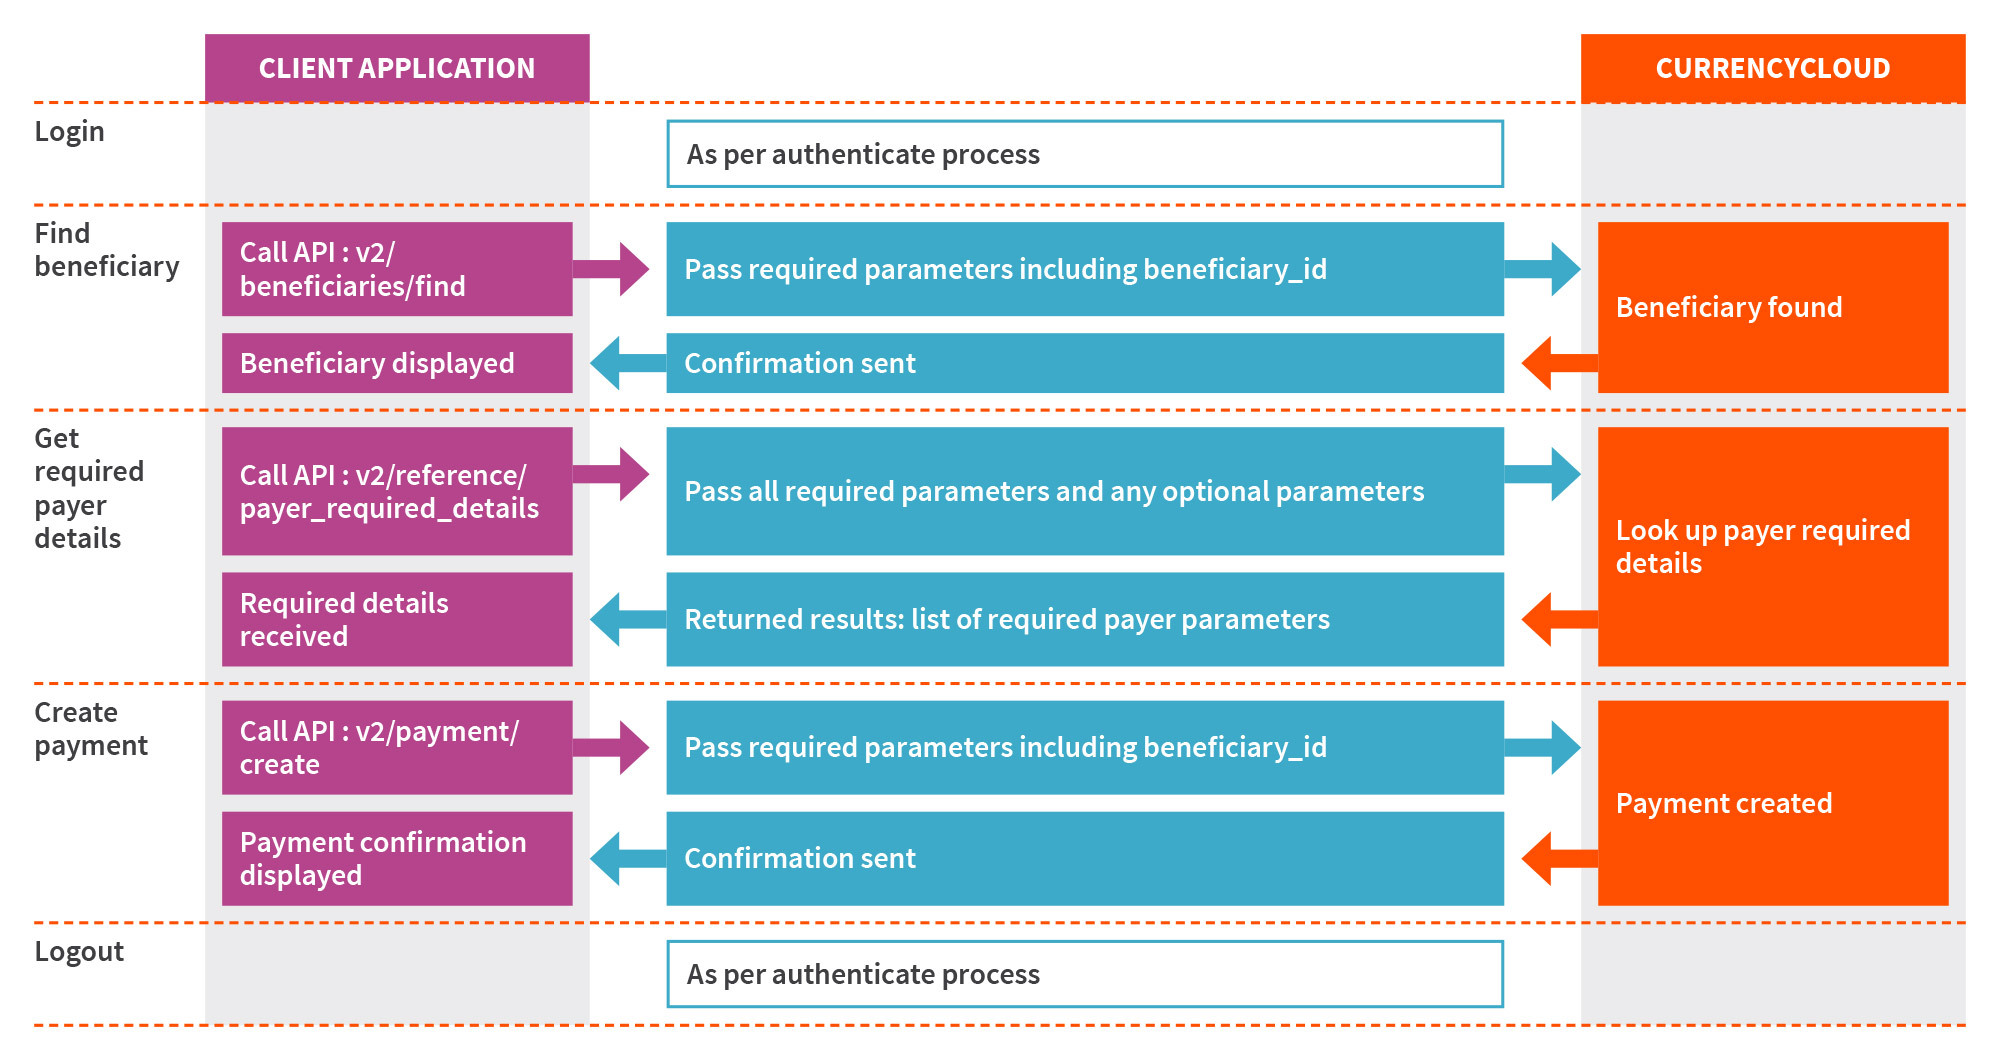 CLIENT APPLICATION
CURRENCYCLOUD
Login
As per authenticate process
Find
beneficiary
Call API : v2/
beneficiaries/find
Pass required parameters including beneficiary_id
Beneficiary found
Beneficiary displayed
Confirmation sent
Get
required
payer
details
Call API : v2/reference/
payer_required_details
Pass all required parameters and any optional parameters
Look up payer required
details
Required details
received
Returned results: list of required payer parameters
Create
payment
Call API : v2/payment/
create
Pass required parameters including beneficiary_id
Payment created
Payment confirmation
displayed
Confirmation sent
Logout
As per authenticate process